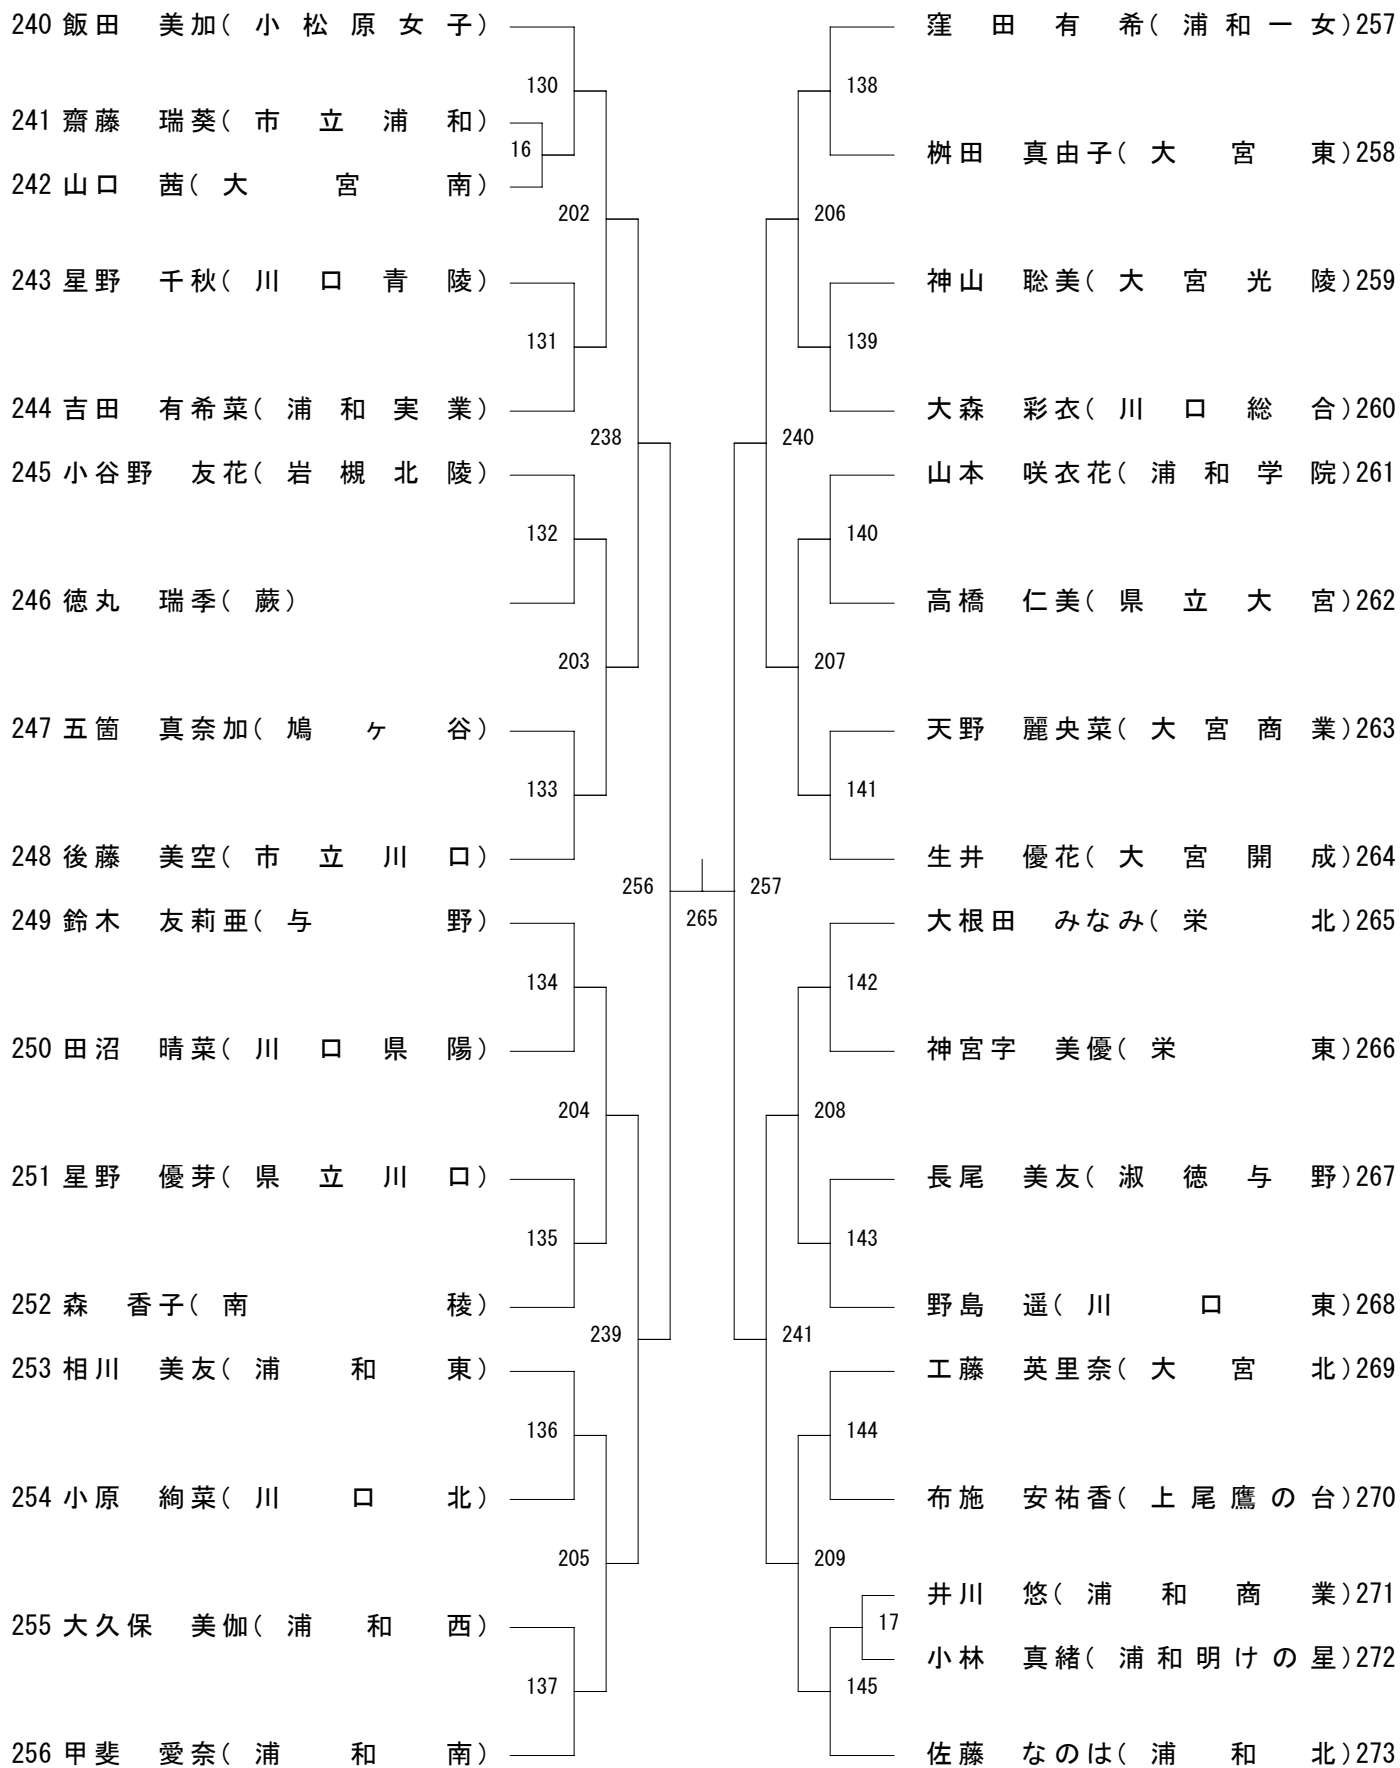 240 飯田 美加(小松原女子)
130
241 齋藤 瑞葵(市立浦和)
16
242 山口 茜(大宮南)
202
243 星野 千秋(川口青陵)
131
244 吉田 有希菜(浦和実業)
238
245 小谷野 友花(岩槻北陵)
132
246 徳丸 瑞季(蕨)
203
247 五箇 真奈加(鳩ヶ谷)
133
248 後藤 美空(市立川口)
256
249 鈴木 友莉亜(与野)
134
250 田沼 晴菜(川口県陽)
204
251 星野 優芽(県立川口)
135
252 森 香子(南稜)
239
253 相川 美友(浦和東)
136
254 小原 絢菜(川口北)
205
255 大久保 美伽(浦和西)
137
256 甲斐 愛奈(浦和南)
265
窪田 有希(浦和一女)257
138
桝田 真由子(大宮東)258
206
神山 聡美(大宮光陵)259
139
大森 彩衣(川口総合)260
240
山本 咲衣花(浦和学院)261
140
高橋 仁美(県立大宮)262
207
天野 麗央菜(大宮商業)263
141
生井 優花(大宮開成)264
257
大根田 みなみ(栄北)265
142
神宮字 美優(栄東)266
208
長尾 美友(淑徳与野)267
143
野島 遥(川口東)268
241
工藤 英里奈(大宮北)269
144
布施 安祐香(上尾鷹の台)270
209
井川 悠(浦和商業)271
17
小林 真緒(浦和明けの星)272
145
佐藤 なのは(浦和北)273